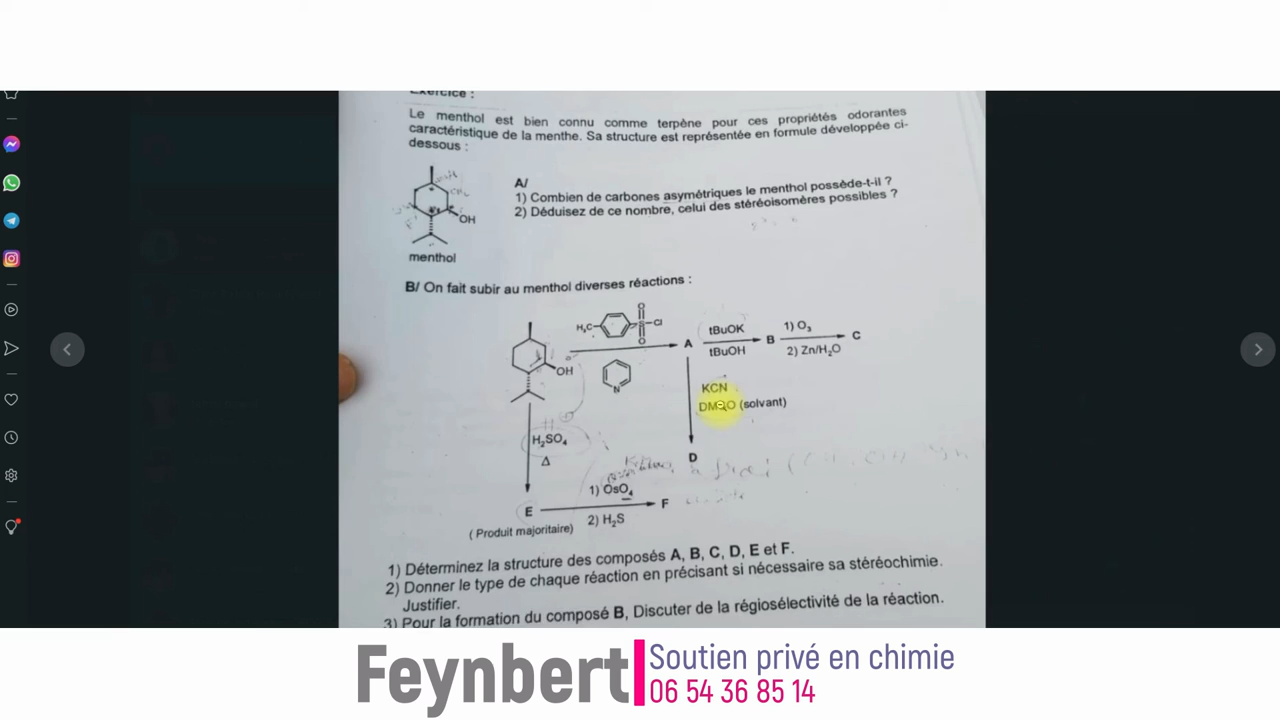 Exercice :
Le menthol est bien connu comme terpène pour ces propriétés odorantes
caractéristique de la menthe. Sa structure est représentée en formule développée ci-
dessous :
A/
1) Combien de carbones asymétriques le menthol possède-t-il ?
2) Déduisez de ce nombre, celui des stéréoisomères possibles ?
OH
menthol
B/ On fait subir au menthol diverses réactions :
H₃C
O
S
Cl
O
N
OH
A
tBuOK
tBuOH
B
1) O₃
2) Zn/H₂O
C
KCN
DMSO (solvant)
D
H₂SO₄
Δ
E
(Produit majoritaire)
1) OsO₄
2) H₂S
F
1) Déterminez la structure des composés A, B, C, D, E et F.
2) Donner le type de chaque réaction en précisant si nécessaire sa stéréochimie.
Justifier.
3) Pour la formation du composé B, Discuter de la régiosélectivité de la réaction.
Feynbert
Soutien privé en chimie
06 54 36 85 14